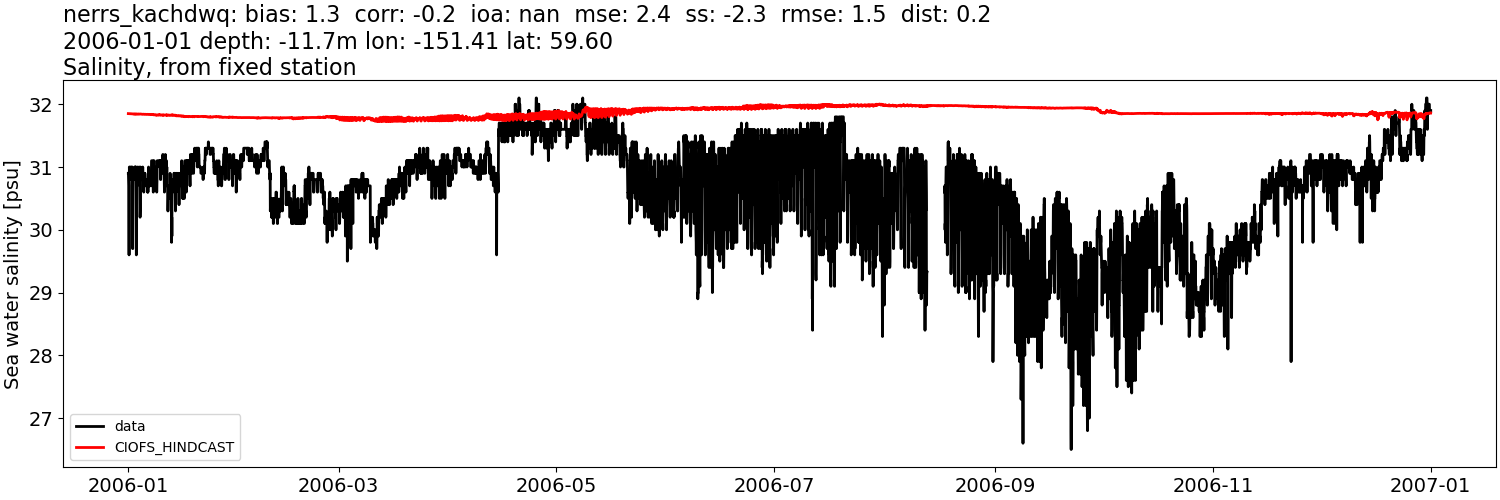 nerrs_kachdwq: bias: 1.3  corr: -0.2  ioa: nan  mse: 2.4  ss: -2.3  rmse: 1.5  dist: 0.2
2006-01-01 depth: -11.7m lon: -151.41 lat: 59.60
Salinity, from fixed station
Sea water salinity [psu]
32
31
30
29
28
27
data
CIOFS_HINDCAST
2006-01
2006-03
2006-05
2006-07
2006-09
2006-11
2007-01